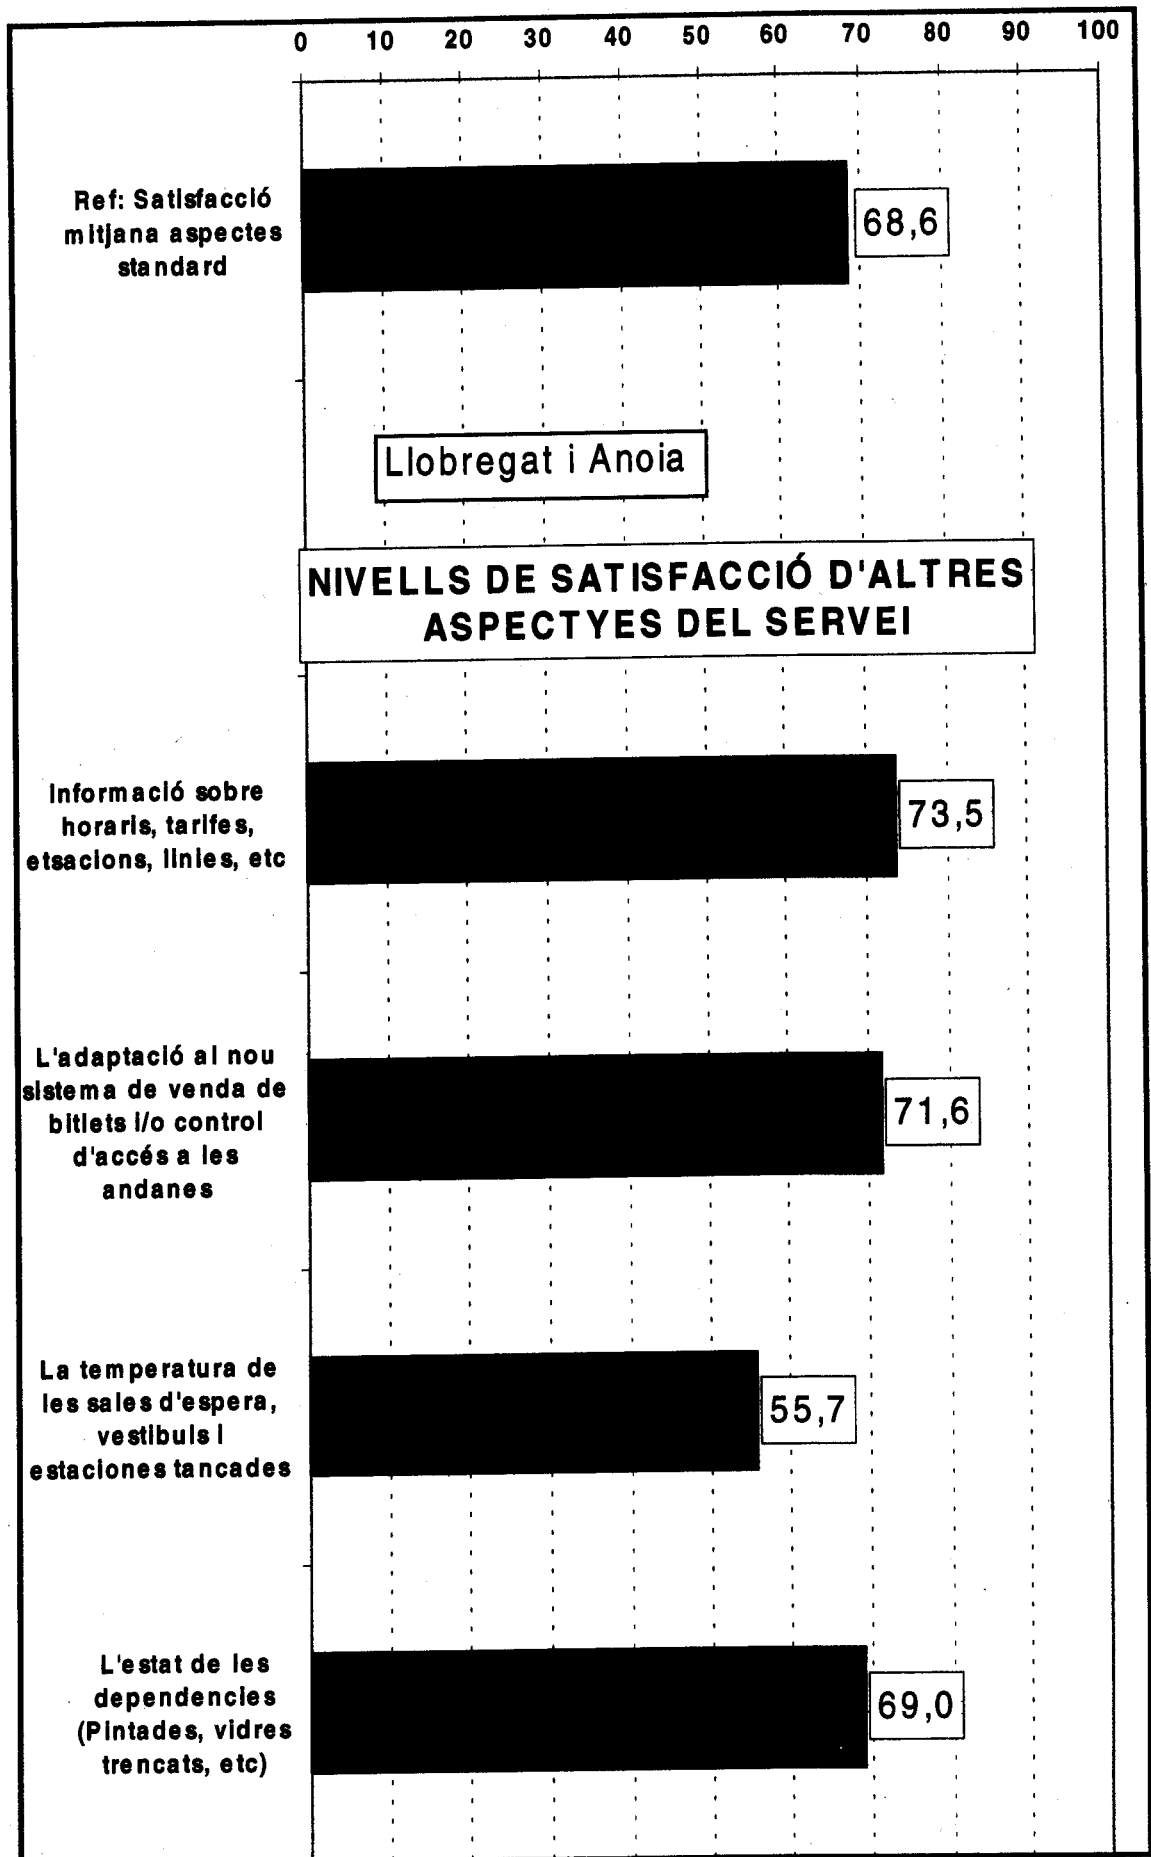 0 10 20 30 40 50 60 70 80 90 100
Ref: Satisfacció
mitjana aspectes
standard
68,6
Llobregat i Anoia
NIVELLS DE SATISFACCIÓ D'ALTRES
ASPECTYES DEL SERVEI
Informació sobre
horaris, tarifes,
etsacions, línies, etc
73,5
L'adaptació al nou
sistema de venda de
bitlets i/o control
d'accés a les
andanes
71,6
La temperatura de
les sales d'espera,
vestibuls i
estaciones tancades
55,7
L'estat de les
dependencies
(Pintades, vidres
trencats, etc)
69,0